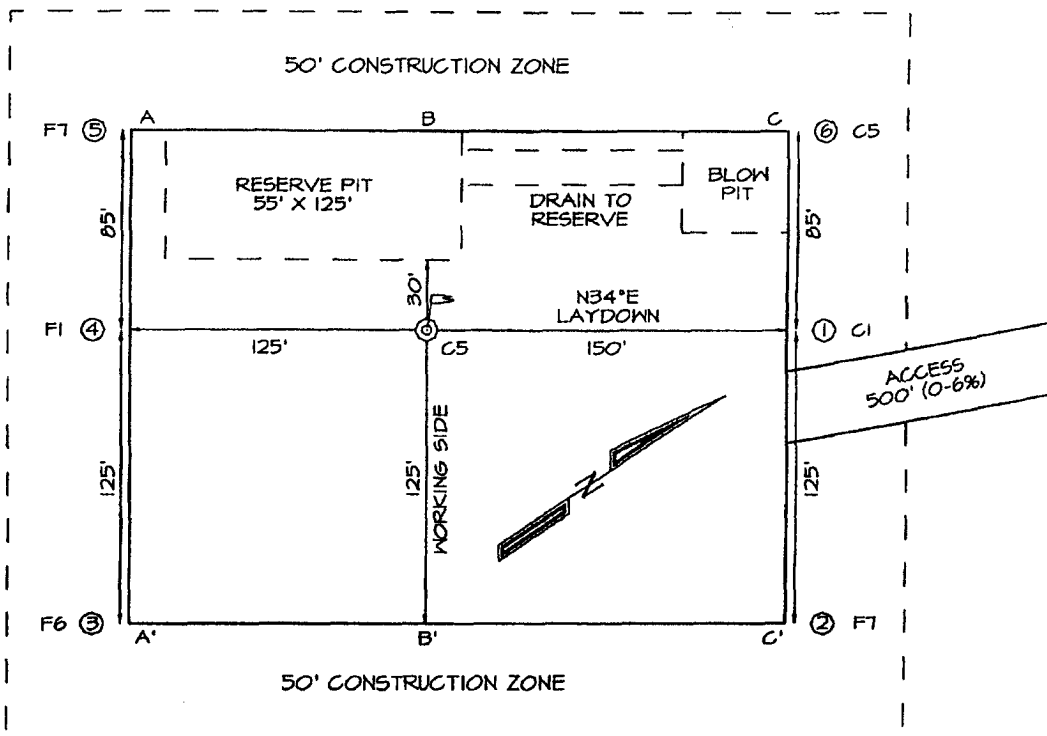 50' CONSTRUCTION ZONE
A
B
C
F7 ⑤
⑥ C5
RESERVE PIT
55' X 125'
DRAIN TO
RESERVE
BLOW
PIT
85'
85'
30'
N34°E
LAYDOWN
F1 ④
① C1
125'
C5
150'
ACCESS
500' (0-6%)
125'
125'
WORKING SIDE
N
125'
F6 ③
② F7
A'
B'
C'
50' CONSTRUCTION ZONE